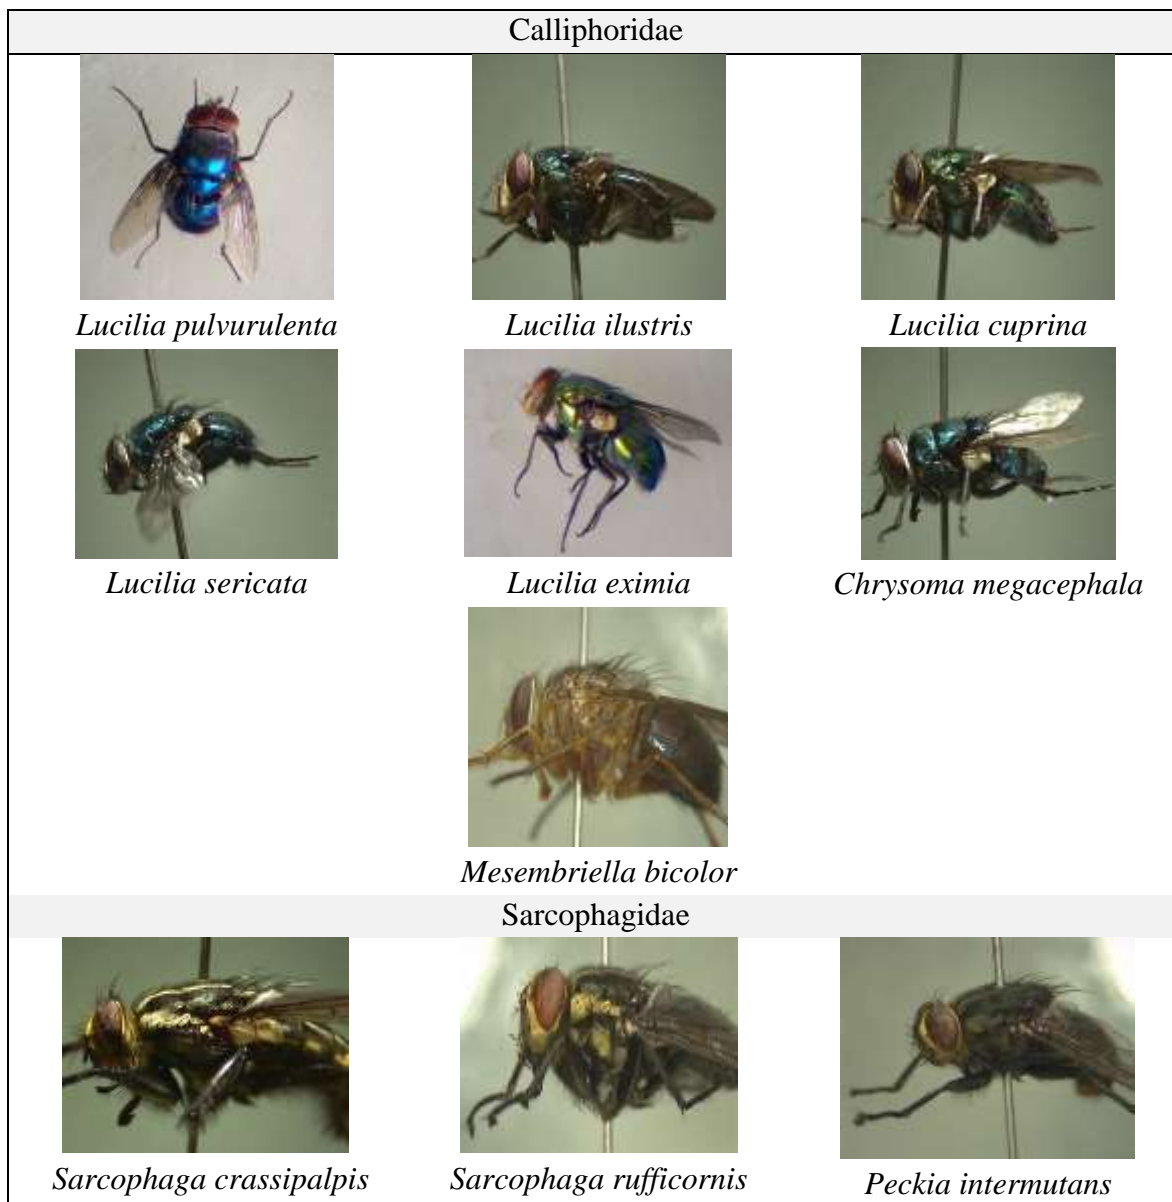 Calliphoridae
Lucilia pulvurulenta
Lucilia ilustris
Lucilia cuprina
Lucilia sericata
Lucilia eximia
Chrysoma megacephala
Mesembriella bicolor
Sarcophagidae
Sarcophaga crassipalpis
Sarcophaga rufficornis
Peckia intermutans